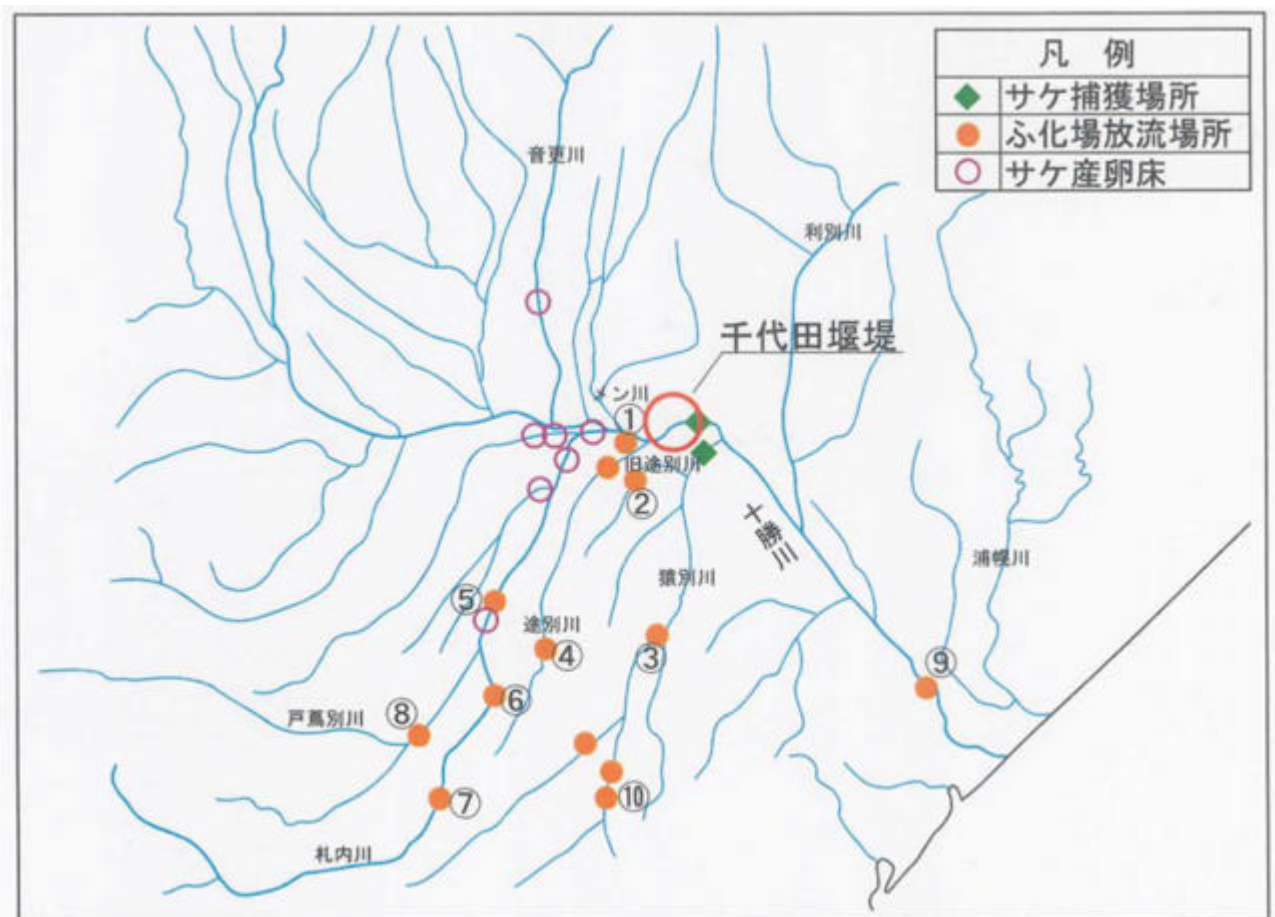 凡 例
サケ捕獲場所
ふ化場放流場所
サケ産卵床
音更川
利別川
千代田堰堤
メン川
①
旧途別川
②
十勝川
浦幌川
猿別川
⑤
途別川
④
③
⑨
⑥
戸蔦別川
⑧
⑦
⑩
札内川